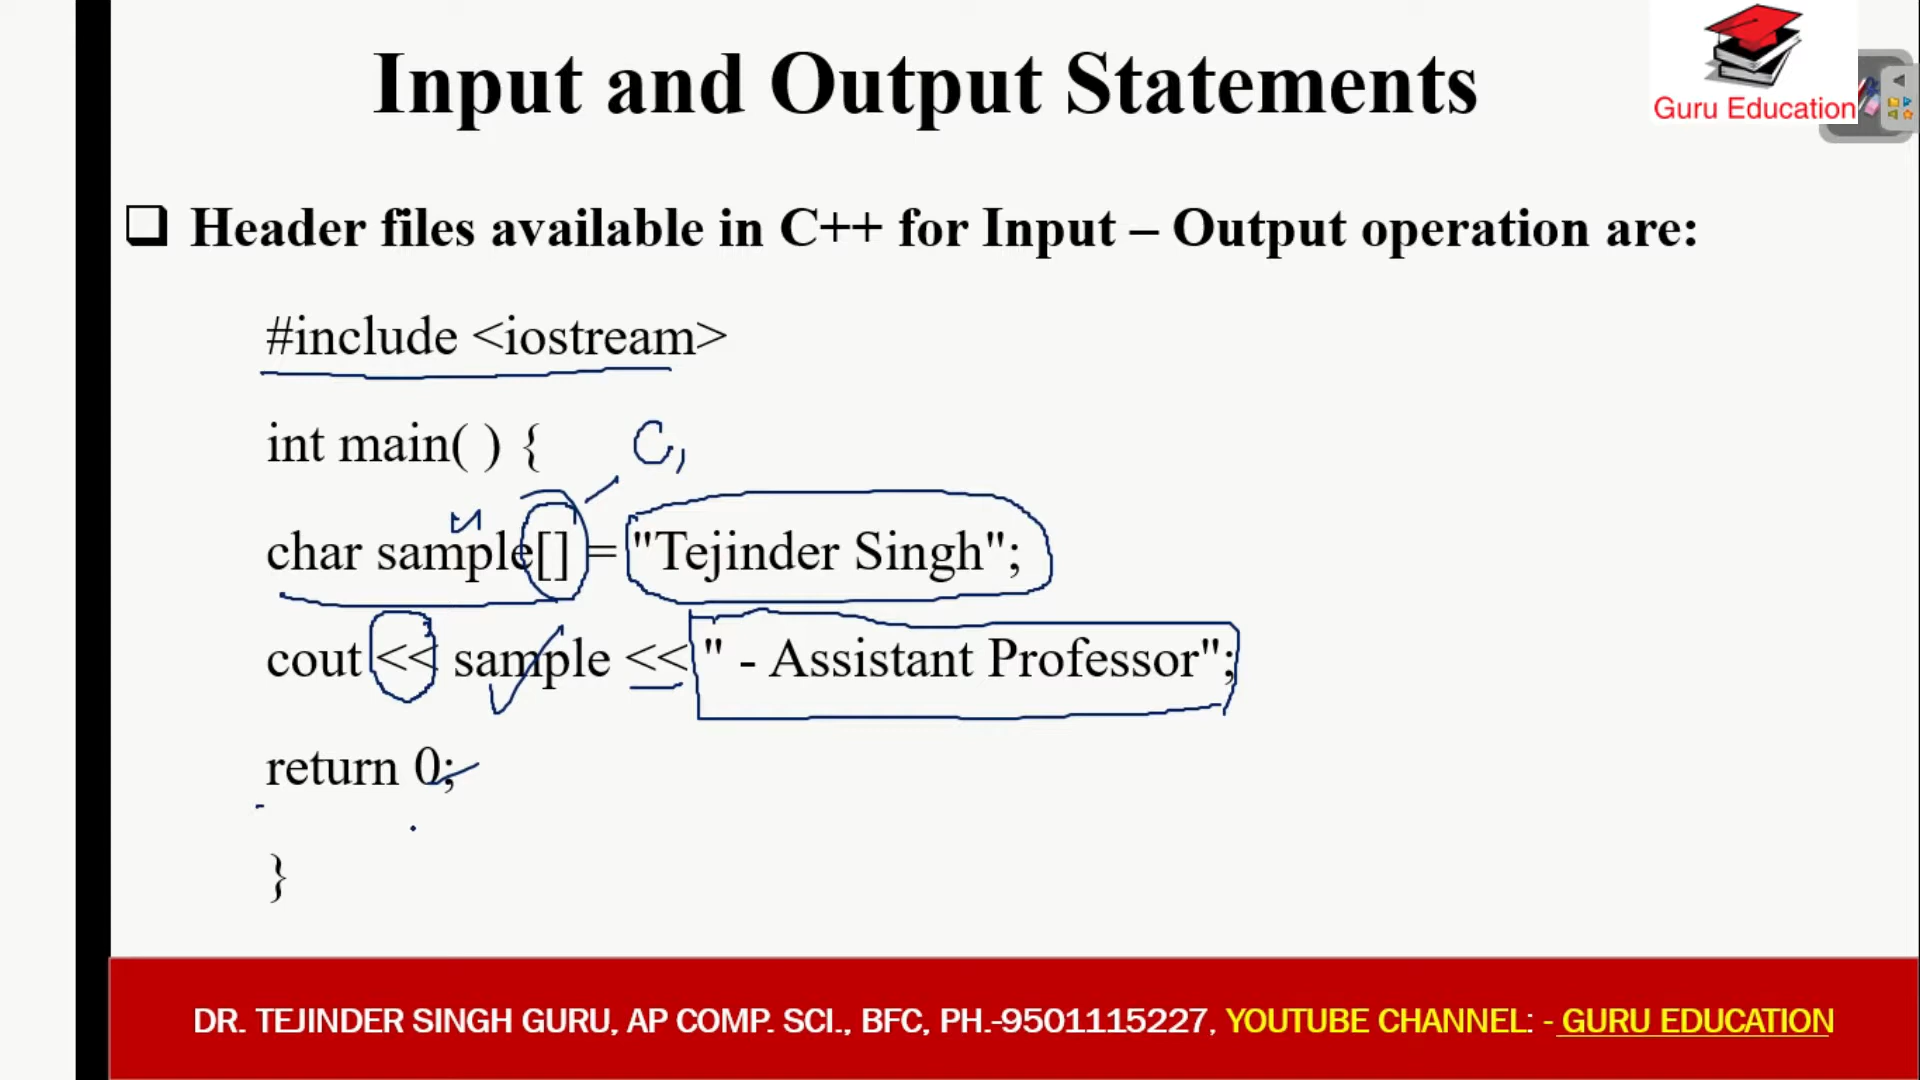 Input and Output Statements
Guru Education
❑ Header files available in C++ for Input – Output operation are:
#include <iostream>
int main( ) {
C,
char sample[] = "Tejinder Singh";
cout << sample << " - Assistant Professor";
return 0;
}
DR. TEJINDER SINGH GURU, AP COMP. SCI., BFC, PH.-9501115227, YOUTUBE CHANNEL: - GURU EDUCATION